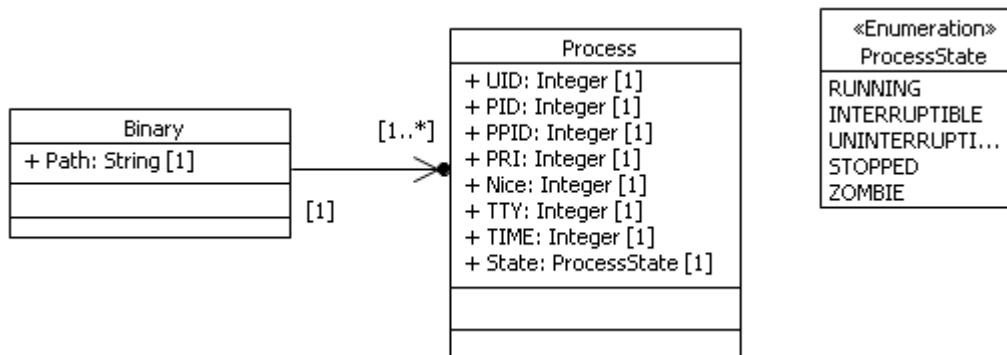 Binary
+ Path: String [1]
[1..*]
[1]
Process
+ UID: Integer [1]
+ PID: Integer [1]
+ PPID: Integer [1]
+ PRI: Integer [1]
+ Nice: Integer [1]
+ TTY: Integer [1]
+ TIME: Integer [1]
+ State: ProcessState [1]
«Enumeration»
ProcessState
RUNNING
INTERRUPTIBLE
UNINTERRUPTI...
STOPPED
ZOMBIE